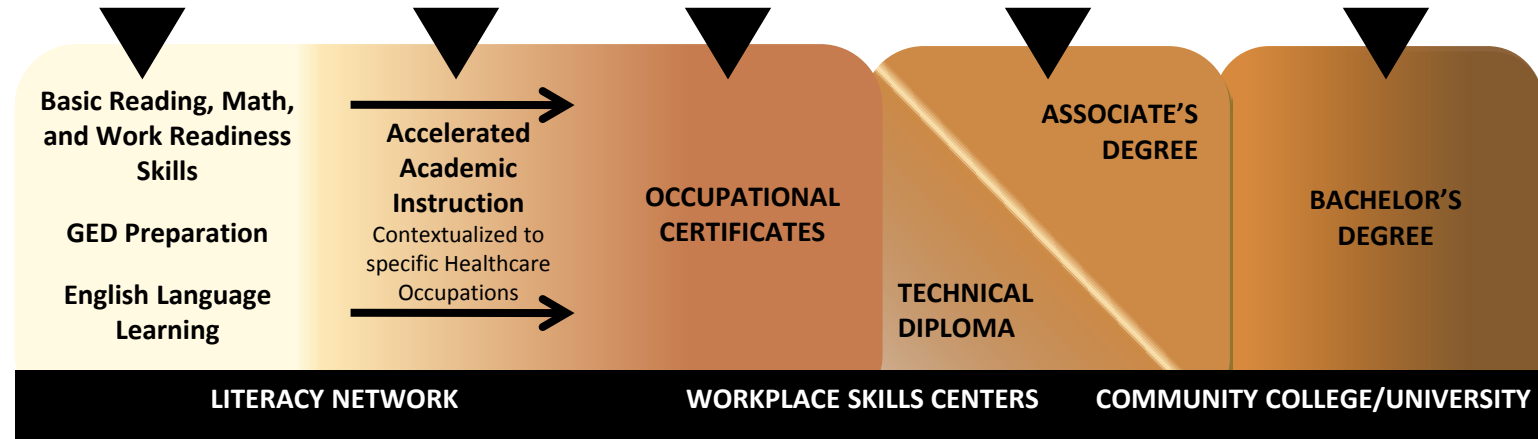 Basic Reading, Math,
and Work Readiness
Skills
GED Preparation
English Language
Learning
Accelerated
Academic
Instruction
Contextualized to
specific Healthcare
Occupations
OCCUPATIONAL
CERTIFICATES
ASSOCIATE’S
DEGREE
TECHNICAL
DIPLOMA
BACHELOR’S
DEGREE
LITERACY NETWORK
WORKPLACE SKILLS CENTERS
COMMUNITY COLLEGE/UNIVERSITY